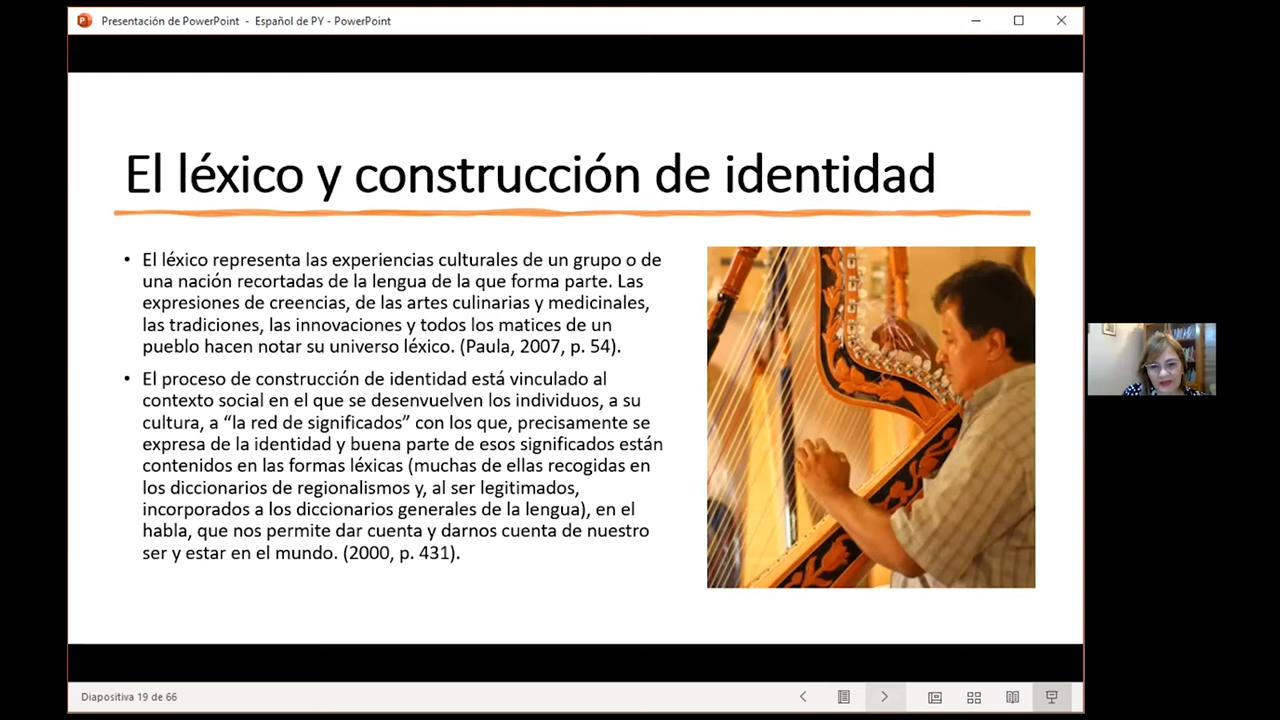 Presentación de PowerPoint - Español de PY - PowerPoint
El léxico y construcción de identidad
• El léxico representa las experiencias culturales de un grupo o de
una nación recortadas de la lengua de la que forma parte. Las
expresiones de creencias, de las artes culinarias y medicinales,
las tradiciones, las innovaciones y todos los matices de un
pueblo hacen notar su universo léxico. (Paula, 2007, p. 54).
• El proceso de construcción de identidad está vinculado al
contexto social en el que se desenvuelven los individuos, a su
cultura, a “la red de significados” con los que, precisamente se
expresa de la identidad y buena parte de esos significados están
contenidos en las formas léxicas (muchas de ellas recogidas en
los diccionarios de regionalismos y, al ser legitimados,
incorporados a los diccionarios generales de la lengua), en el
habla, que nos permite dar cuenta y darnos cuenta de nuestro
ser y estar en el mundo. (2000, p. 431).
Diapositiva 19 de 66